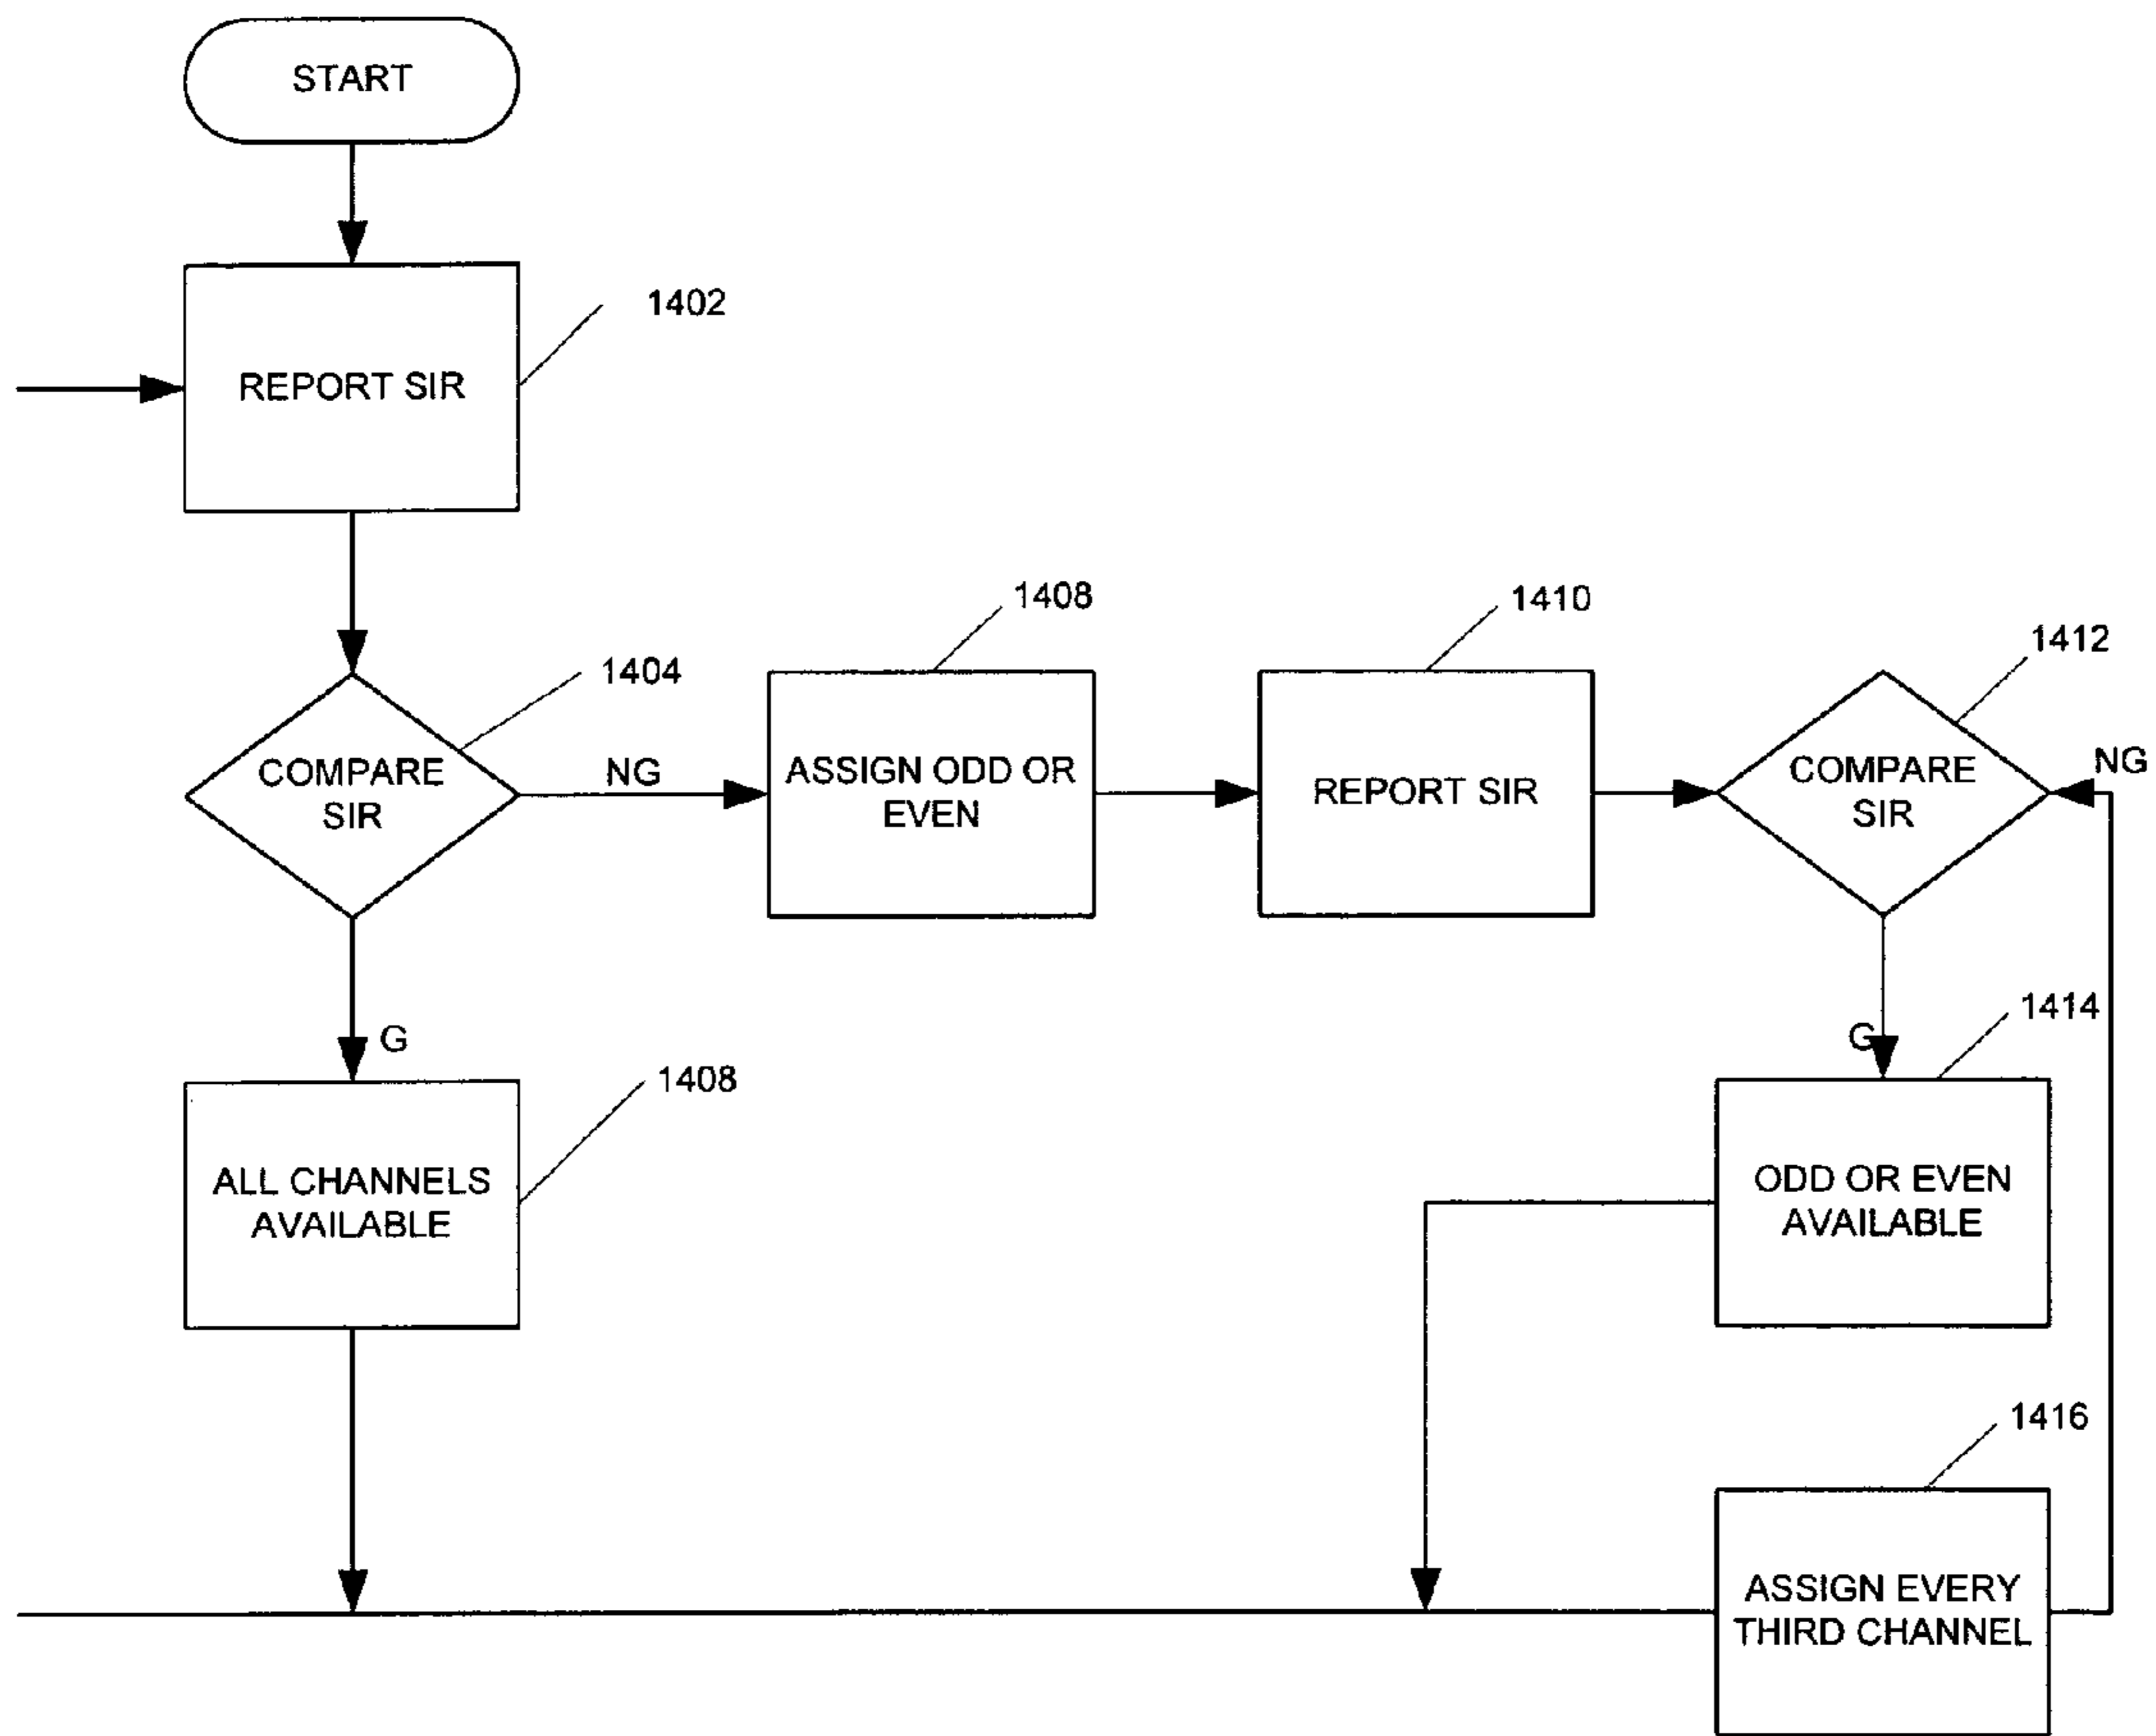 START
1402
REPORT SIR
1404
COMPARE
SIR
NG
1408
ASSIGN ODD OR
EVEN
1410
REPORT SIR
1412
COMPARE
SIR
NG
G
1408
ALL CHANNELS
AVAILABLE
G
1414
ODD OR EVEN
AVAILABLE
1416
ASSIGN EVERY
THIRD CHANNEL